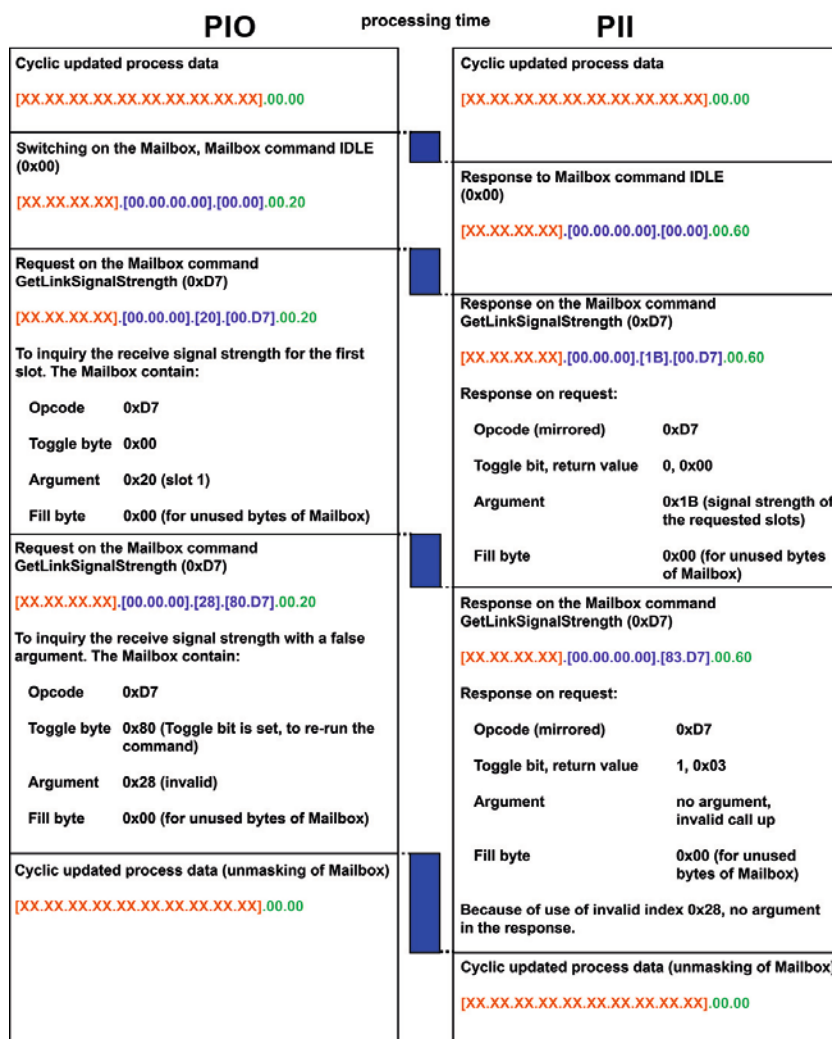 PIO
processing time
PII
Cyclic updated process data
[XX.XX.XX.XX.XX.XX.XX.XX.XX.XX].00.00
Switching on the Mailbox, Mailbox command IDLE
(0x00)
[XX.XX.XX.XX].[00.00.00.00].[00.00].00.20
Request on the Mailbox command
GetLinkSignalStrength (0xD7)
[XX.XX.XX.XX].[00.00.00].[20].[00.D7].00.20
To inquiry the receive signal strength for the first
slot. The Mailbox contain:
Opcode 0xD7
Toggle byte 0x00
Argument 0x20 (slot 1)
Fill byte 0x00 (for unused bytes of Mailbox)
Request on the Mailbox command
GetLinkSignalStrength (0xD7)
[XX.XX.XX.XX].[00.00.00].[28].[80.D7].00.20
To inquiry the receive signal strength with a false
argument. The Mailbox contain:
Opcode 0xD7
Toggle byte 0x80 (Toggle bit is set, to re-run the
command)
Argument 0x28 (invalid)
Fill byte 0x00 (for unused bytes of Mailbox)
Cyclic updated process data (unmasking of Mailbox)
[XX.XX.XX.XX.XX.XX.XX.XX.XX.XX].00.00
Cyclic updated process data
[XX.XX.XX.XX.XX.XX.XX.XX.XX.XX].00.00
Response to Mailbox command IDLE
(0x00)
[XX.XX.XX.XX].[00.00.00.00].[00.00].00.60
Response on the Mailbox command
GetLinkSignalStrength (0xD7)
[XX.XX.XX.XX].[00.00.00].[1B].[00.D7].00.60
Response on request:
Opcode (mirrored) 0xD7
Toggle bit, return value 0, 0x00
Argument 0x1B (signal strength of
the requested slots)
Fill byte 0x00 (for unused bytes
of Mailbox)
Response on the Mailbox command
GetLinkSignalStrength (0xD7)
[XX.XX.XX.XX].[00.00.00.00].[83.D7].00.60
Response on request:
Opcode (mirrored) 0xD7
Toggle bit, return value 1, 0x03
Argument no argument,
invalid call up
Fill byte 0x00 (for unused
bytes of Mailbox)
Because of use of invalid index 0x28, no argument
in the response.
Cyclic updated process data (unmasking of Mailbox)
[XX.XX.XX.XX.XX.XX.XX.XX.XX.XX].00.00